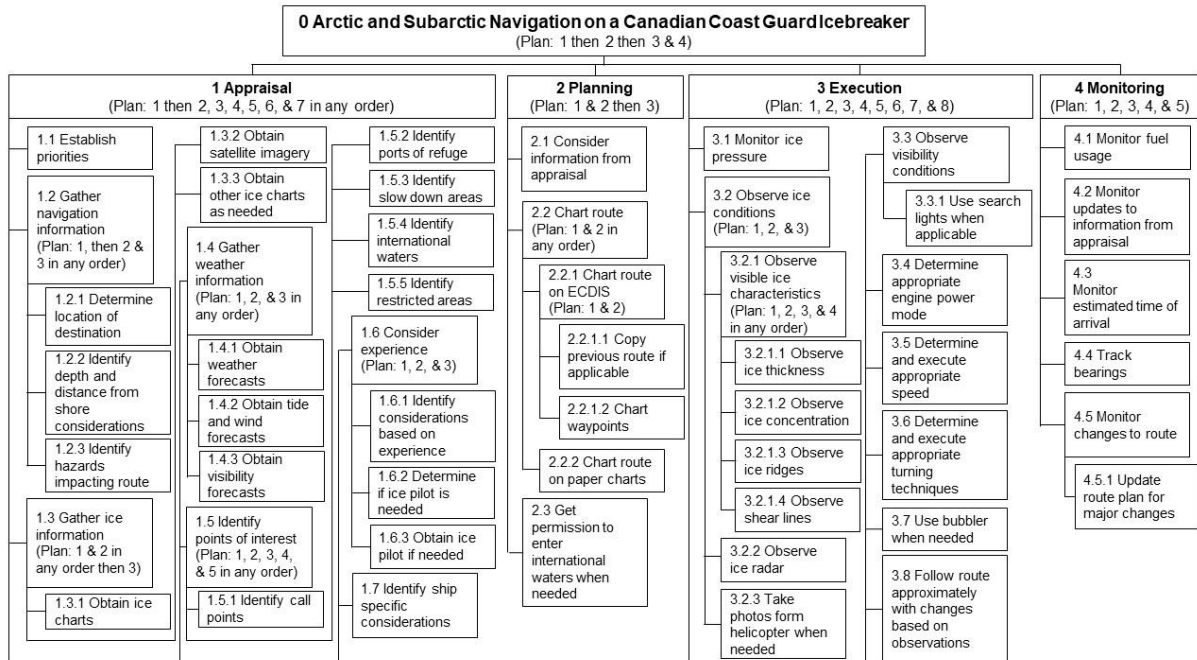 0 Arctic and Subarctic Navigation on a Canadian Coast Guard Icebreaker
(Plan: 1 then 2 then 3 & 4)
1 Appraisal
(Plan: 1 then 2, 3, 4, 5, 6, & 7 in any order)
1.1 Establish
priorities
1.2 Gather
navigation
information
(Plan: 1, then 2 &
3 in any order)
1.2.1 Determine
location of
destination
1.2.2 Identify
depth and
distance from
shore
considerations
1.2.3 Identify
hazards
impacting route
1.3 Gather ice
information
(Plan: 1 & 2 in
any order then 3)
1.3.1 Obtain ice
charts
1.3.2 Obtain
satellite imagery
1.3.3 Obtain
other ice charts
as needed
1.4 Gather
weather
information
(Plan: 1, 2, & 3 in
any order)
1.4.1 Obtain
weather
forecasts
1.4.2 Obtain tide
and wind
forecasts
1.4.3 Obtain
visibility
forecasts
1.5 Identify
points of interest
(Plan: 1, 2, 3, 4,
& 5 in any order)
1.5.1 Identify call
points
1.5.2 Identify
ports of refuge
1.5.3 Identify
slow down areas
1.5.4 Identify
international
waters
1.5.5 Identify
restricted areas
1.6 Consider
experience
(Plan: 1, 2, & 3)
1.6.1 Identify
considerations
based on
experience
1.6.2 Determine
if ice pilot is
needed
1.6.3 Obtain ice
pilot if needed
1.7 Identify ship
specific
considerations
2 Planning
(Plan: 1 & 2 then 3)
2.1 Consider
information from
appraisal
2.2 Chart route
(Plan: 1 & 2 in
any order)
2.2.1 Chart route
on ECDIS
(Plan: 1 & 2)
2.2.1.1 Copy
previous route if
applicable
2.2.1.2 Chart
waypoints
2.2.2 Chart route
on paper charts
2.3 Get
permission to
enter
international
waters when
needed
3 Execution
(Plan: 1, 2, 3, 4, 5, 6, 7, & 8)
3.1 Monitor ice
pressure
3.2 Observe ice
conditions
(Plan: 1, 2, & 3)
3.2.1 Observe
visible ice
characteristics
(Plan: 1, 2, 3, & 4
in any order)
3.2.1.1 Observe
ice thickness
3.2.1.2 Observe
ice concentration
3.2.1.3 Observe
ice ridges
3.2.1.4 Observe
shear lines
3.2.2 Observe
ice radar
3.2.3 Take
photos form
helicopter when
needed
3.3 Observe
visibility
conditions
3.3.1 Use search
lights when
applicable
3.4 Determine
appropriate
engine power
mode
3.5 Determine
and execute
appropriate
speed
3.6 Determine
and execute
appropriate
turning
techniques
3.7 Use bubbler
when needed
3.8 Follow route
approximately
with changes
based on
observations
4 Monitoring
(Plan: 1, 2, 3, 4, & 5)
4.1 Monitor fuel
usage
4.2 Monitor
updates to
information from
appraisal
4.3
Monitor
estimated time of
arrival
4.4 Track
bearings
4.5 Monitor
changes to route
4.5.1 Update
route plan for
major changes